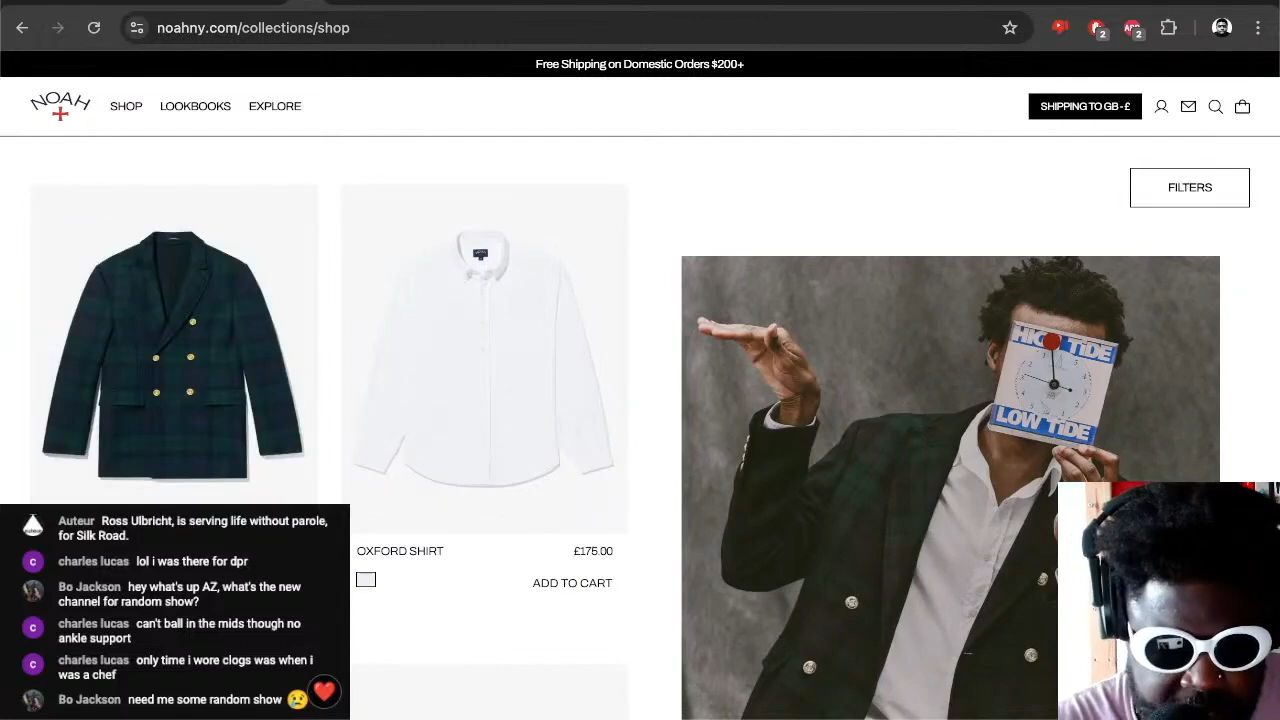 noahny.com/collections/shop
2
2
Free Shipping on Domestic Orders $200+
NOAH
SHOP
LOOKBOOKS
EXPLORE
SHIPPING TO GB - £
FILTERS
HIGH TIDE
LOW TIDE
OXFORD SHIRT
£175.00
ADD TO CART
Auteur Ross Ulbricht, is serving life without parole,
for Silk Road.
C
charles lucas lol i was there for dpr
Bo Jackson hey what's up AZ, what's the new
channel for random show?
C
charles lucas can't ball in the mids though no
ankle support
C
charles lucas only time i wore clogs was when i
was a chef
Bo Jackson need me some random show 😢